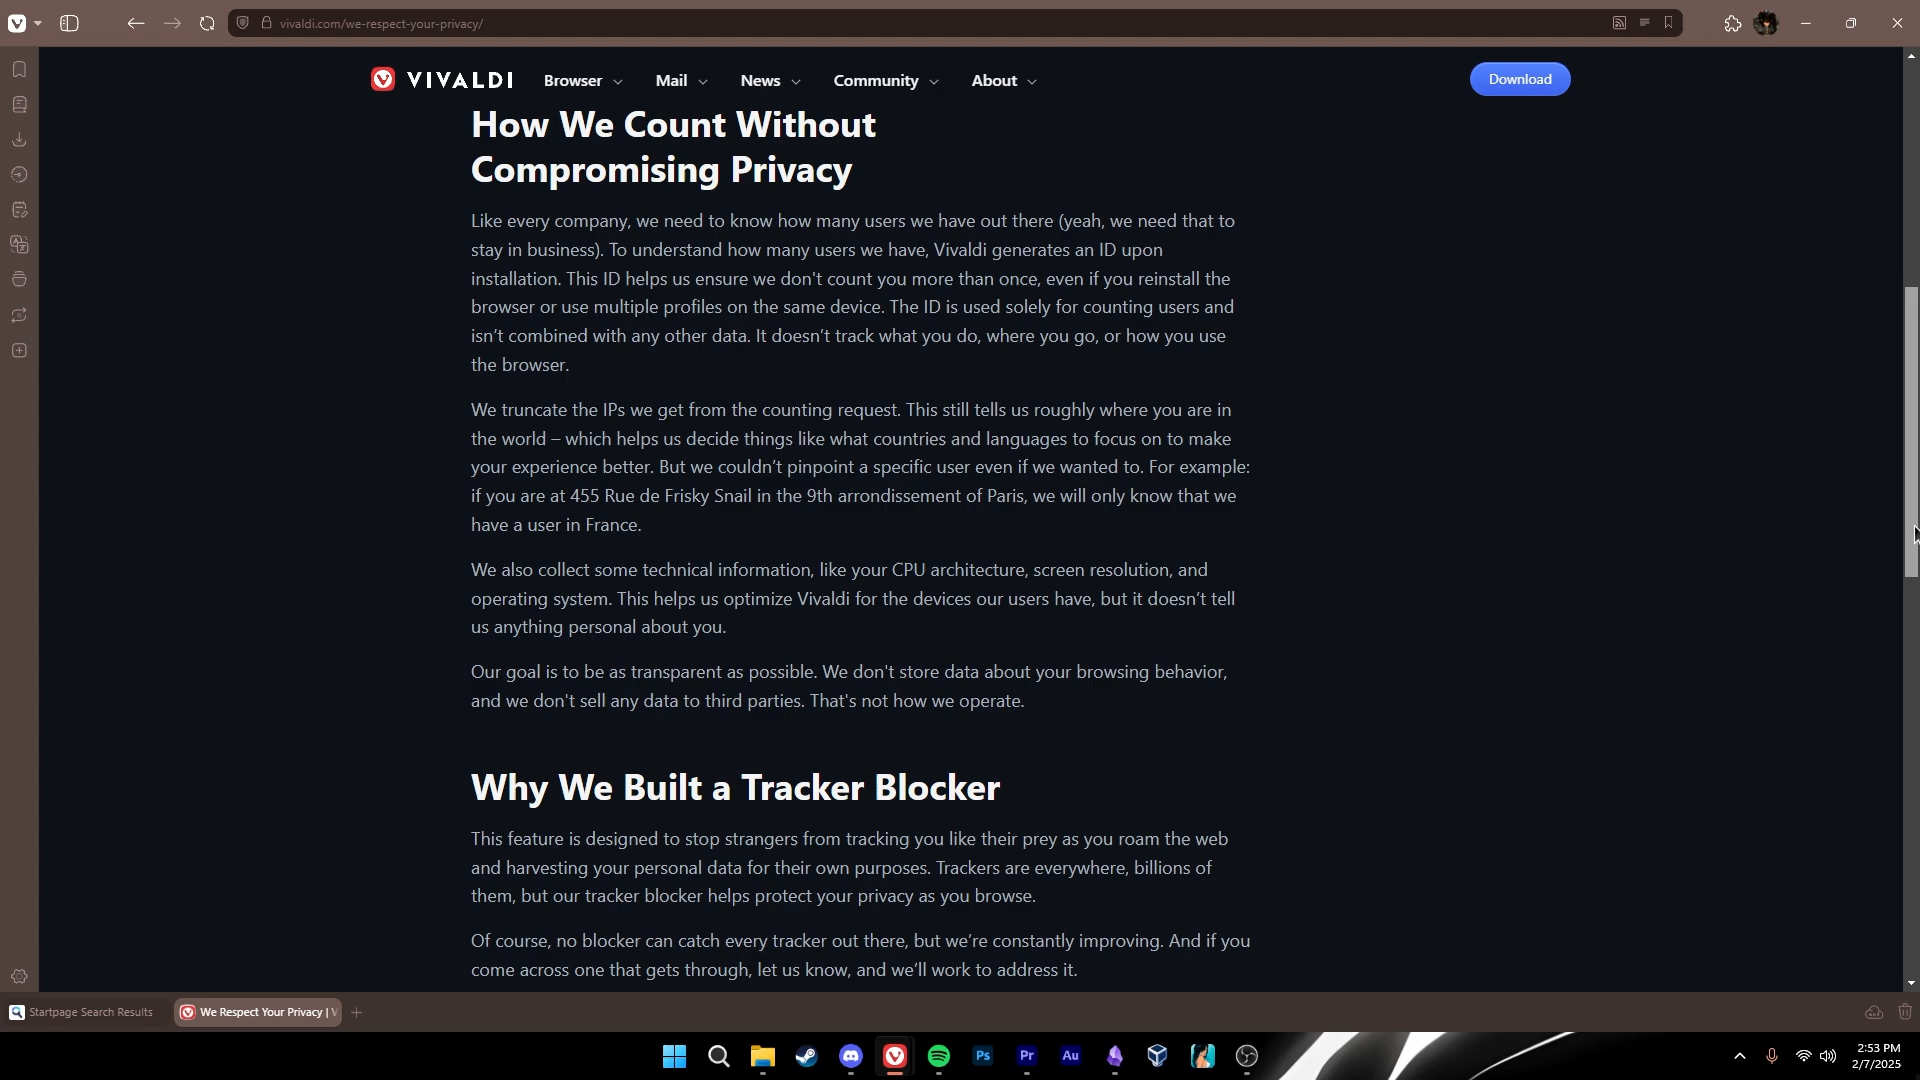 vivaldi.com/we-respect-your-privacy/
VIVALDI
Browser
Mail
News
Community
About
Download
How We Count Without
Compromising Privacy
Like every company, we need to know how many users we have out there (yeah, we need that to
stay in business). To understand how many users we have, Vivaldi generates an ID upon
installation. This ID helps us ensure we don't count you more than once, even if you reinstall the
browser or use multiple profiles on the same device. The ID is used solely for counting users and
isn’t combined with any other data. It doesn’t track what you do, where you go, or how you use
the browser.
We truncate the IPs we get from the counting request. This still tells us roughly where you are in
the world – which helps us decide things like what countries and languages to focus on to make
your experience better. But we couldn’t pinpoint a specific user even if we wanted to. For example:
if you are at 455 Rue de Frisky Snail in the 9th arrondissement of Paris, we will only know that we
have a user in France.
We also collect some technical information, like your CPU architecture, screen resolution, and
operating system. This helps us optimize Vivaldi for the devices our users have, but it doesn’t tell
us anything personal about you.
Our goal is to be as transparent as possible. We don't store data about your browsing behavior,
and we don't sell any data to third parties. That's not how we operate.
Why We Built a Tracker Blocker
This feature is designed to stop strangers from tracking you like their prey as you roam the web
and harvesting your personal data for their own purposes. Trackers are everywhere, billions of
them, but our tracker blocker helps protect your privacy as you browse.
Of course, no blocker can catch every tracker out there, but we’re constantly improving. And if you
come across one that gets through, let us know, and we’ll work to address it.
Startpage Search Results
We Respect Your Privacy | V
Ps
Pr
Au
2:53 PM
2/7/2025